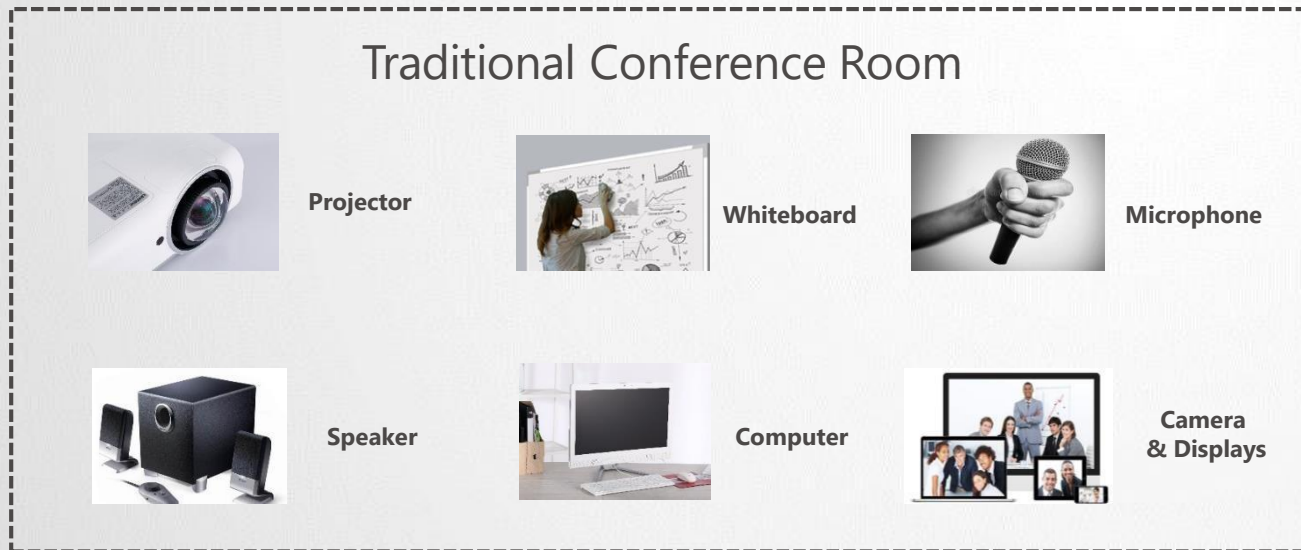 Traditional Conference Room
Projector
Whiteboard
Microphone
Speaker
Computer
Camera
& Displays